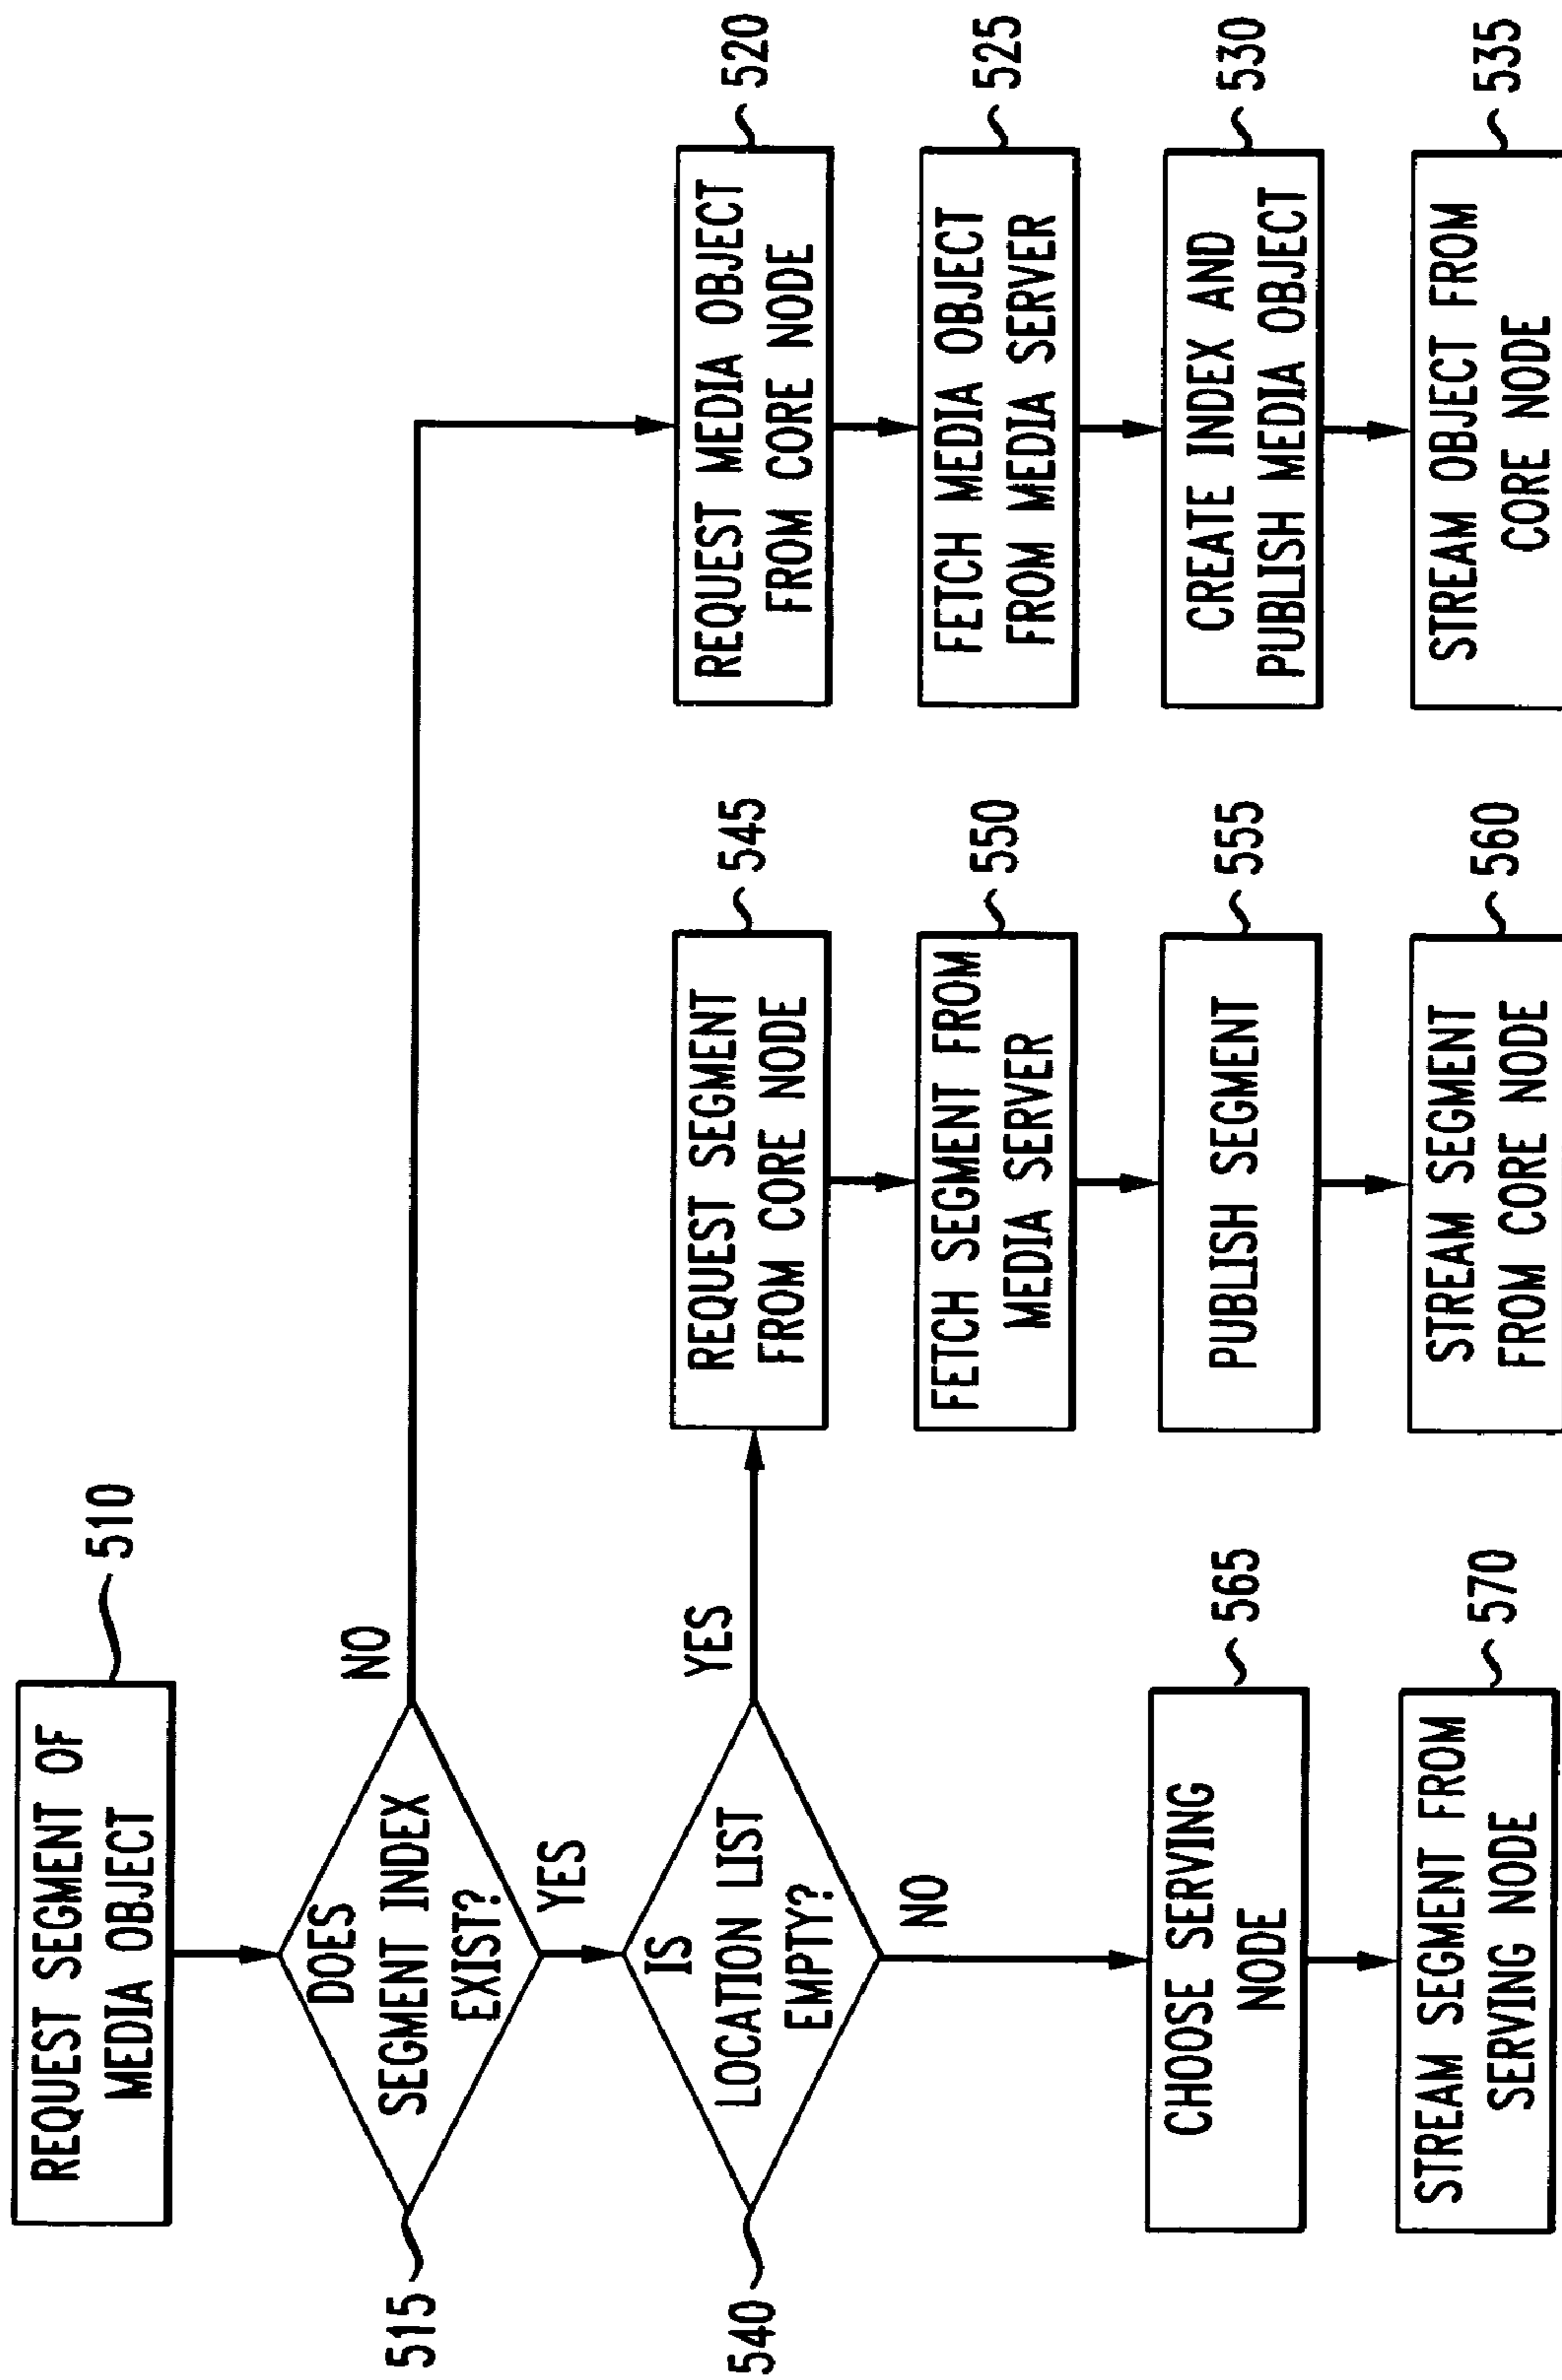 REQUEST SEGMENT OF
MEDIA OBJECT
510
DOES
SEGMENT INDEX
EXIST?
515
NO
YES
IS
LOCATION LIST
EMPTY?
540
YES
NO
REQUEST MEDIA OBJECT
FROM CORE NODE
520
FETCH MEDIA OBJECT
FROM MEDIA SERVER
525
CREATE INDEX AND
PUBLISH MEDIA OBJECT
530
STREAM OBJECT FROM
CORE NODE
535
REQUEST SEGMENT
FROM CORE NODE
545
FETCH SEGMENT FROM
MEDIA SERVER
550
PUBLISH SEGMENT
555
STREAM SEGMENT
FROM CORE NODE
560
CHOOSE SERVING
NODE
565
STREAM SEGMENT FROM
SERVING NODE
570